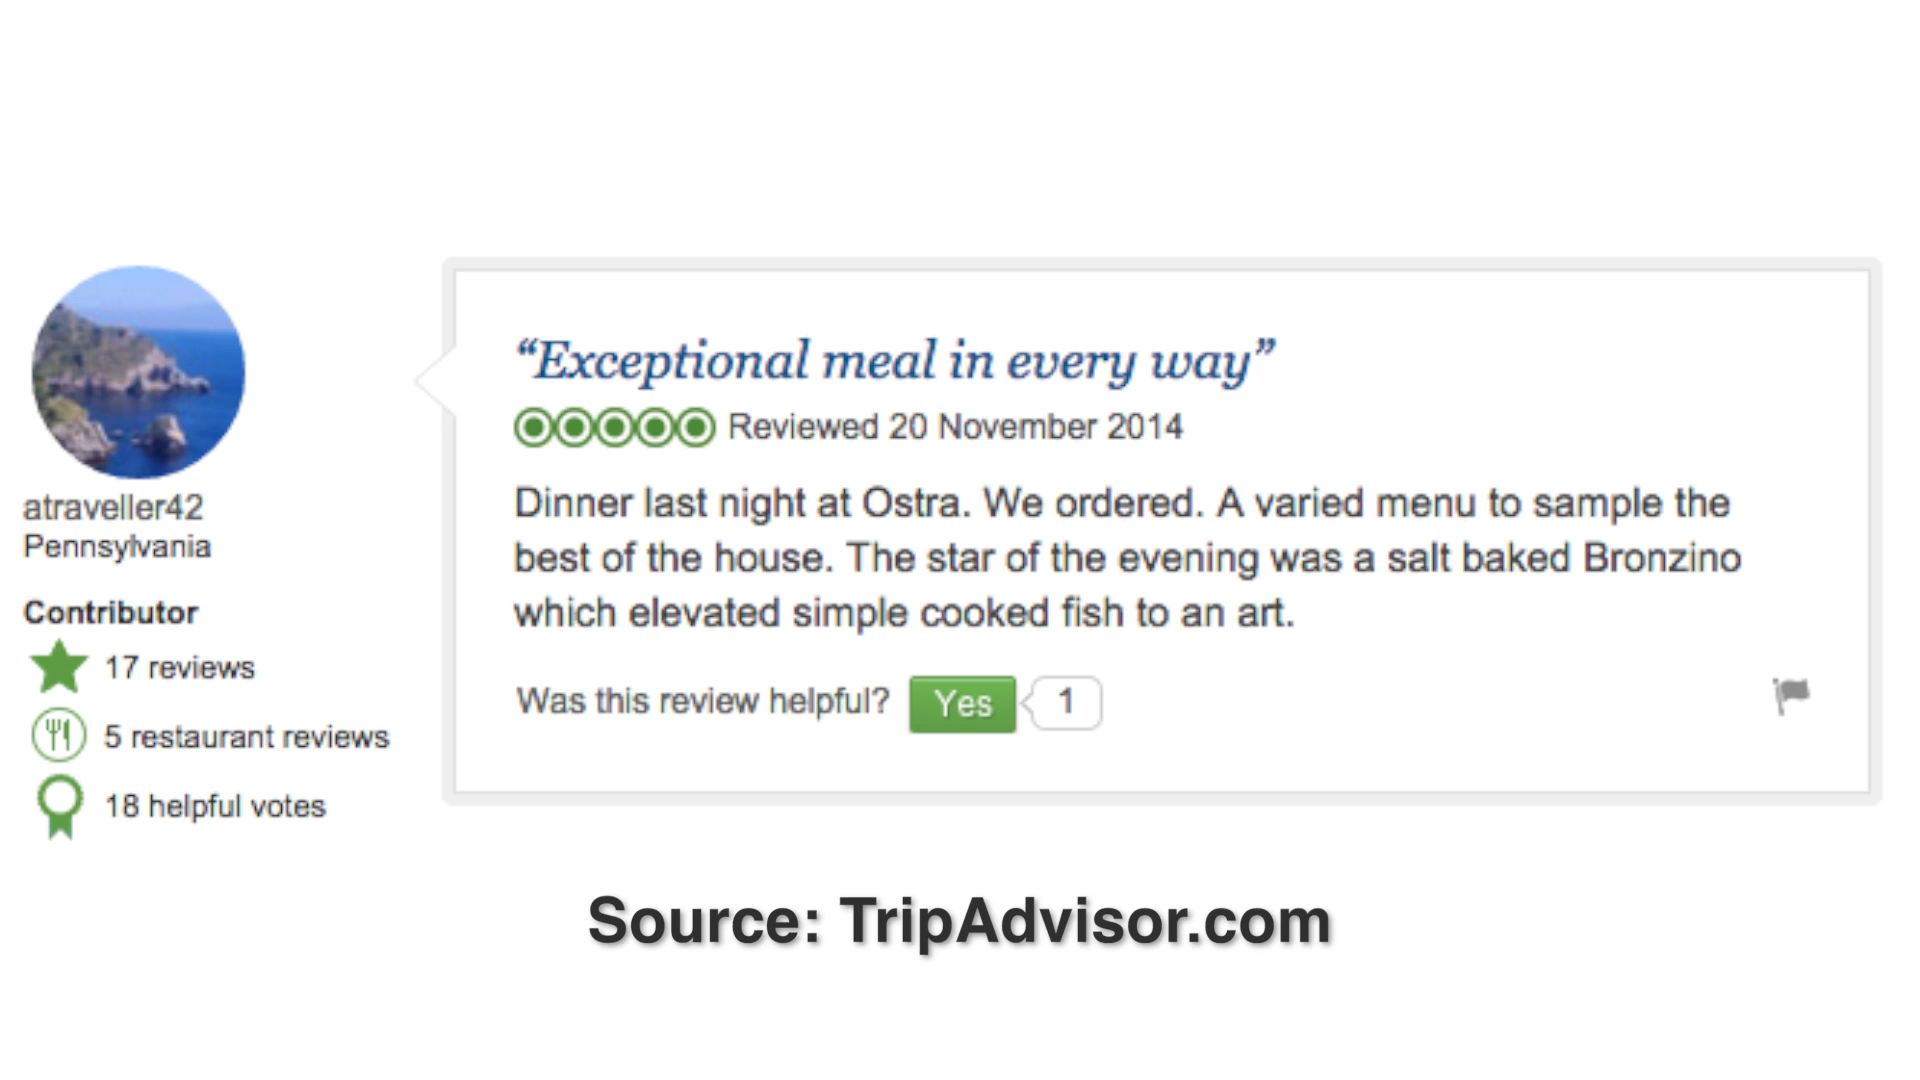 atraveller42
Pennsylvania
Contributor
17 reviews
5 restaurant reviews
18 helpful votes
“Exceptional meal in every way”
Reviewed 20 November 2014
Dinner last night at Ostra. We ordered. A varied menu to sample the
best of the house. The star of the evening was a salt baked Bronzino
which elevated simple cooked fish to an art.
Was this review helpful? Yes 1
Source: TripAdvisor.com